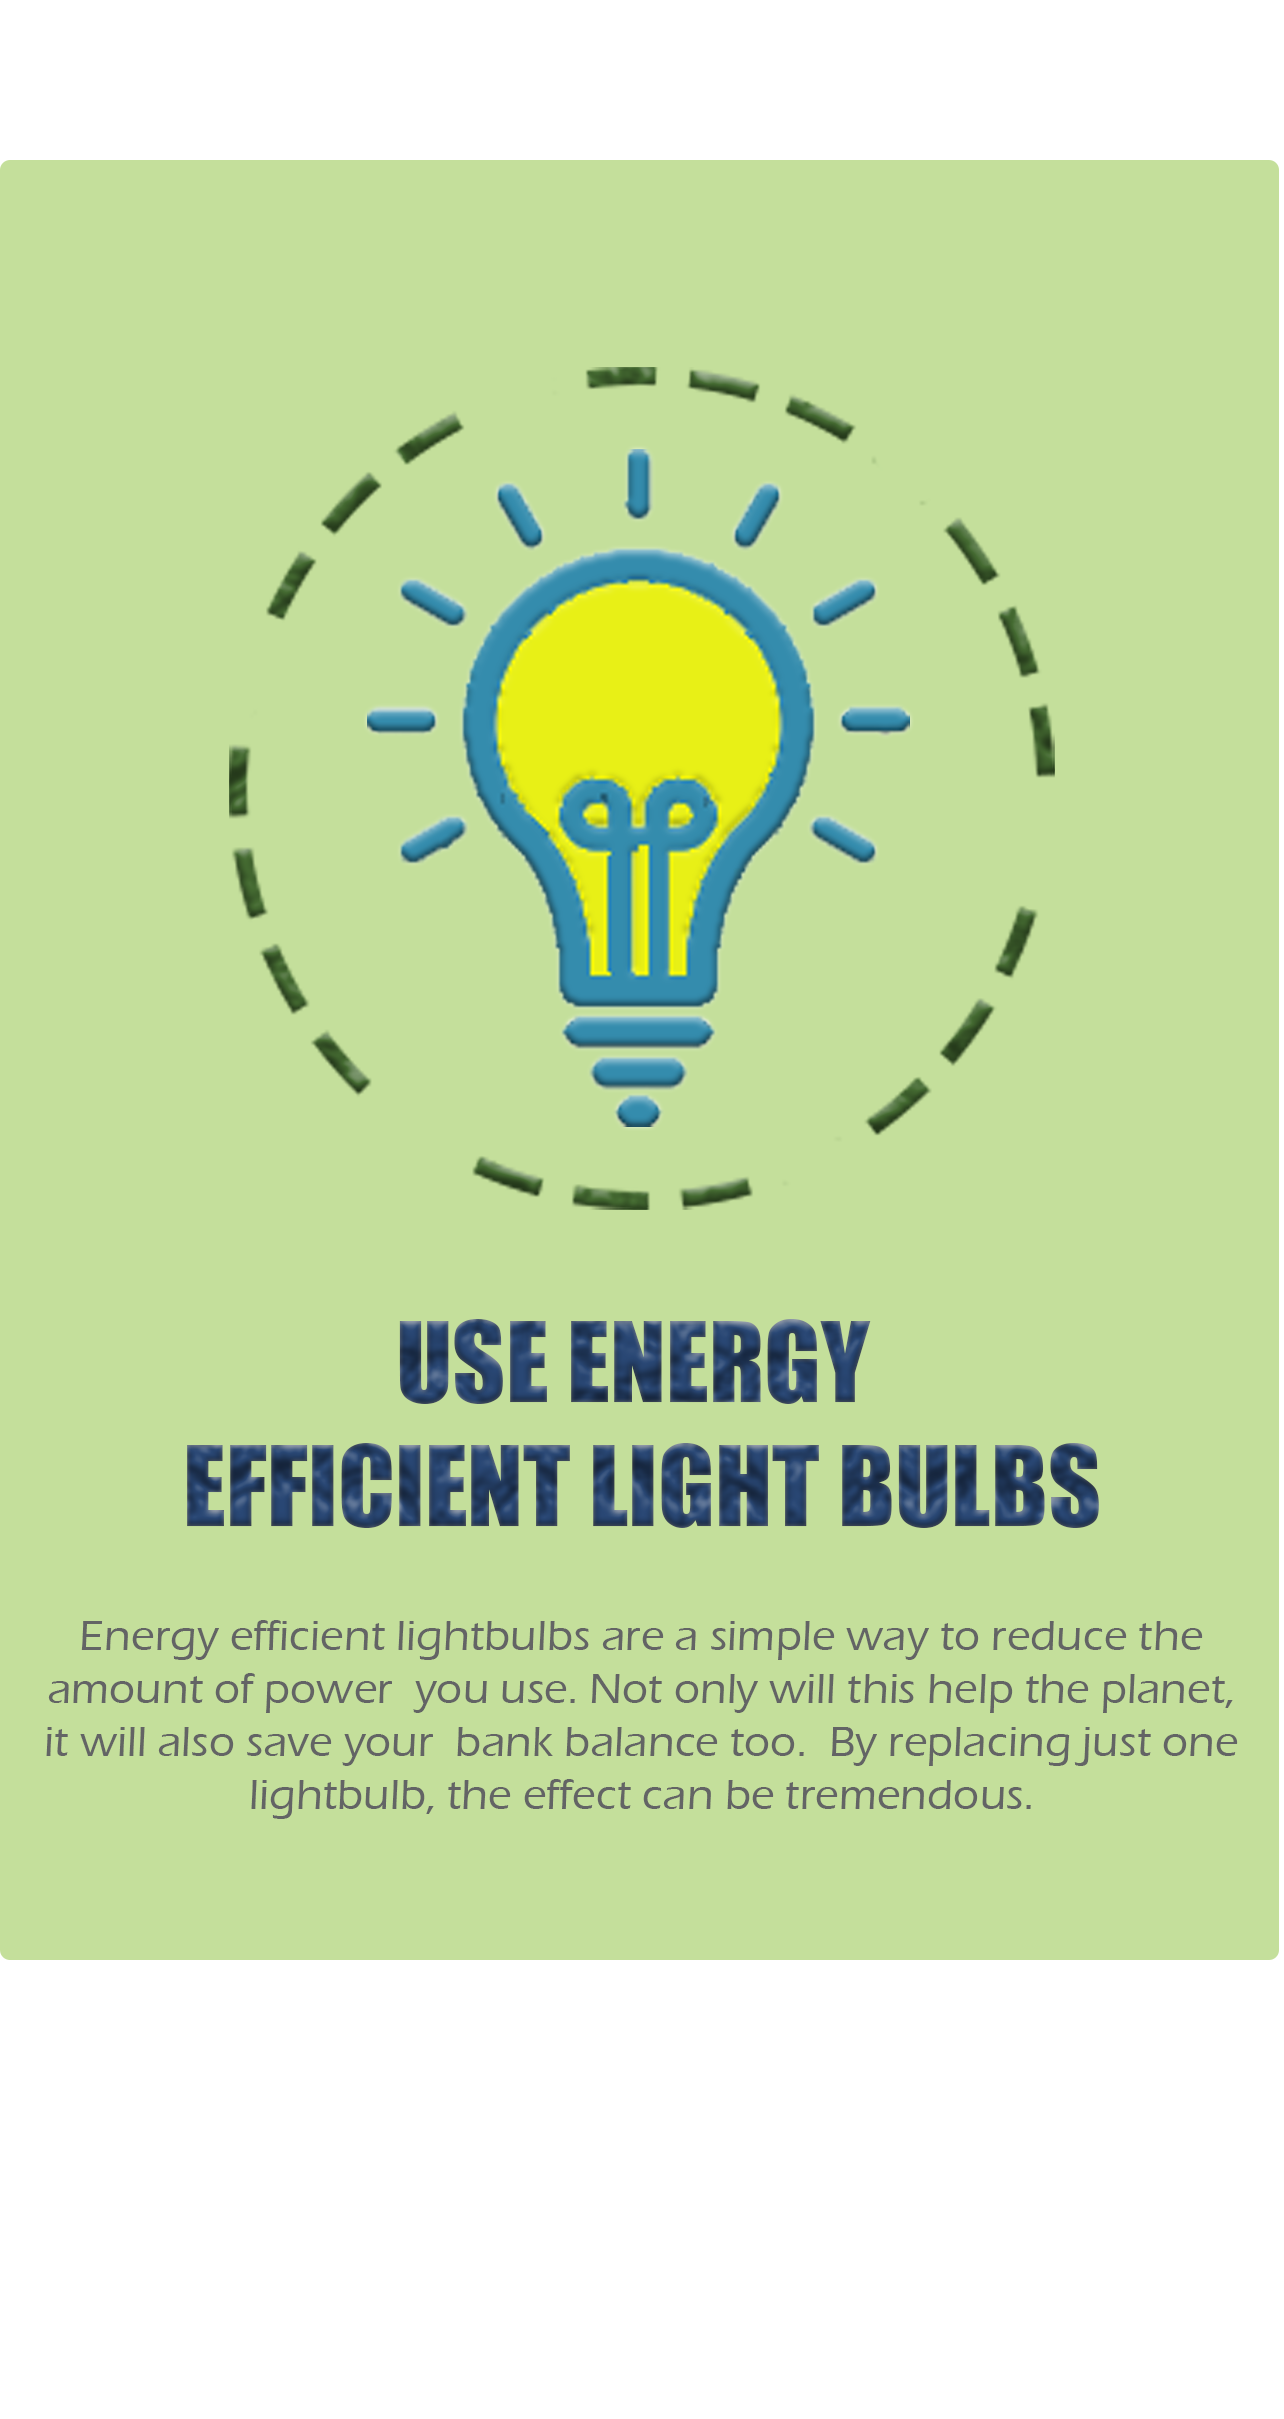 USE ENERGY
EFFICIENT LIGHT BULBS
Energy efficient lightbulbs are a simple way to reduce the
amount of power  you use. Not only will this help the planet,
it will also save your  bank balance too.  By replacing just one
lightbulb, the effect can be tremendous.